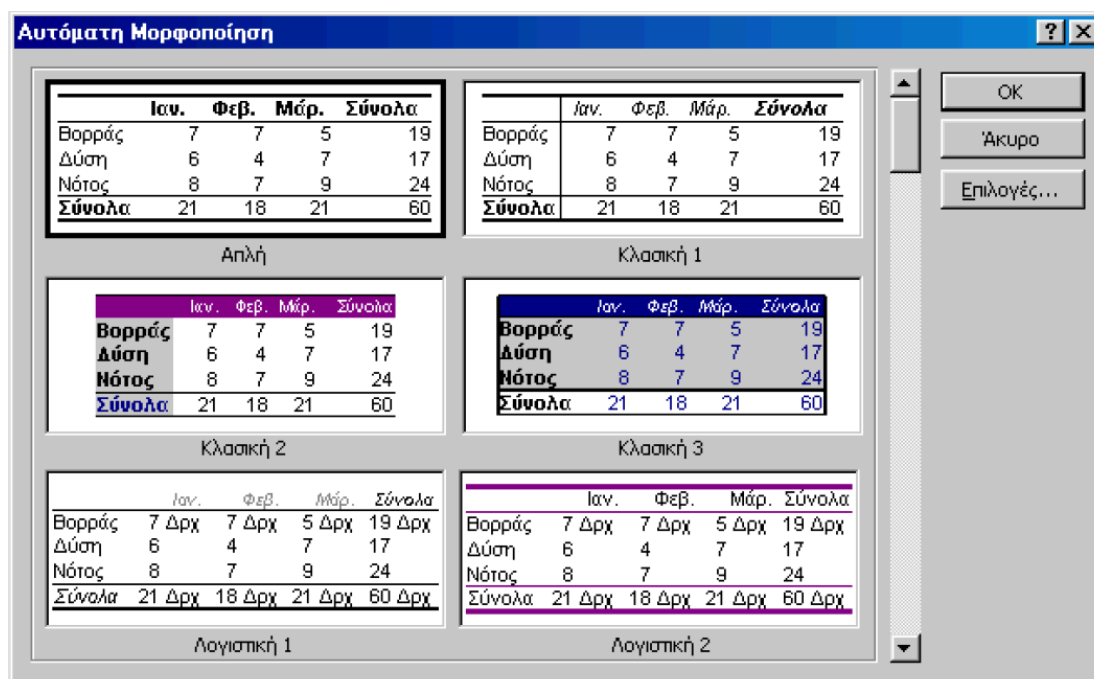 Αυτόματη Μορφοποίηση
Ιαν. Φεβ. Μάρ. Σύνολα
Βορράς 7 7 5 19
Δύση 6 4 7 17
Νότος 8 7 9 24
Σύνολα 21 18 21 60
Απλή
Ιαν. Φεβ. Μάρ. Σύνολα
Βορράς 7 7 5 19
Δύση 6 4 7 17
Νότος 8 7 9 24
Σύνολα 21 18 21 60
Κλασική 1
OK
Άκυρο
Επιλογές...
Ιαν. Φεβ. Μάρ. Σύνολα
Βορράς 7 7 5 19
Δύση 6 4 7 17
Νότος 8 7 9 24
Σύνολα 21 18 21 60
Κλασική 2
Ιαν. Φεβ. Μάρ. Σύνολα
Βορράς 7 7 5 19
Δύση 6 4 7 17
Νότος 8 7 9 24
Σύνολα 21 18 21 60
Κλασική 3
Ιαν. Φεβ. Μάρ. Σύνολα
Βορράς 7 Δρχ 7 Δρχ 5 Δρχ 19 Δρχ
Δύση 6 4 7 17
Νότος 8 7 9 24
Σύνολα 21 Δρχ 18 Δρχ 21 Δρχ 60 Δρχ
Λογιστική 1
Ιαν. Φεβ. Μάρ. Σύνολα
Βορράς 7 Δρχ 7 Δρχ 5 Δρχ 19 Δρχ
Δύση 6 4 7 17
Νότος 8 7 9 24
Σύνολα 21 Δρχ 18 Δρχ 21 Δρχ 60 Δρχ
Λογιστική 2